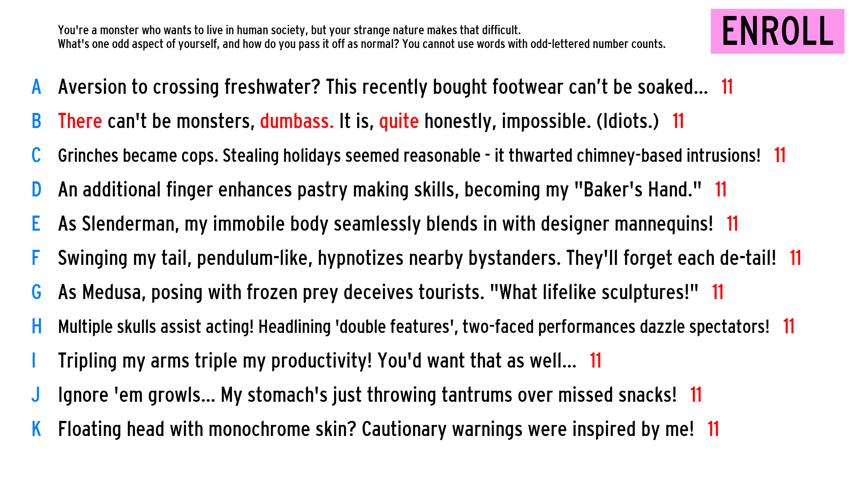 You're a monster who wants to live in human society, but your strange nature makes that difficult.
What's one odd aspect of yourself, and how do you pass it off as normal? You cannot use words with odd-lettered number counts.
ENROLL
A Aversion to crossing freshwater? This recently bought footwear can't be soaked... 11
B There can't be monsters, dumbass. It is, quite honestly, impossible. (Idiots.) 11
C Grinches became cops. Stealing holidays seemed reasonable - it thwarted chimney-based intrusions! 11
D An additional finger enhances pastry making skills, becoming my "Baker's Hand." 11
E As Slenderman, my immobile body seamlessly blends in with designer mannequins! 11
F Swinging my tail, pendulum-like, hypnotizes nearby bystanders. They'll forget each de-tail! 11
G As Medusa, posing with frozen prey deceives tourists. "What lifelike sculptures!" 11
H Multiple skulls assist acting! Headlining 'double features', two-faced performances dazzle spectators! 11
I Tripling my arms triple my productivity! You'd want that as well... 11
J Ignore 'em growls... My stomach's just throwing tantrums over missed snacks! 11
K Floating head with monochrome skin? Cautionary warnings were inspired by me! 11